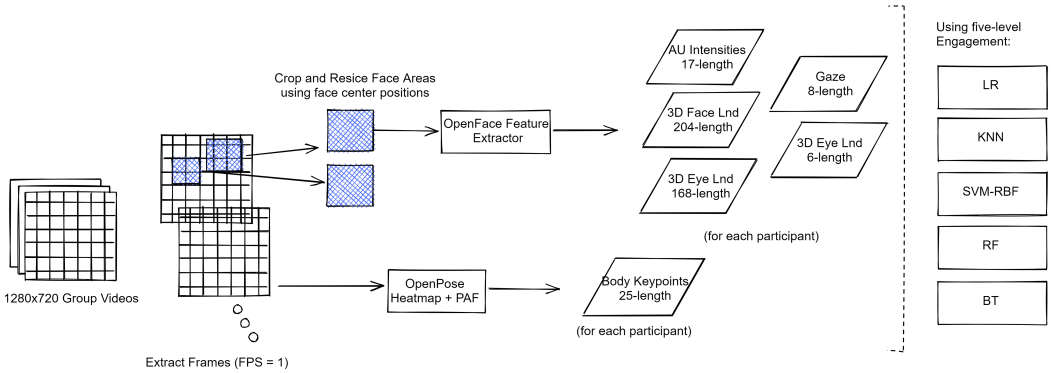 1280x720 Group Videos
Extract Frames (FPS = 1)
Crop and Resice Face Areas
using face center positions
OpenFace Feature
Extractor
OpenPose
Heatmap + PAF
AU Intensities
17-length
Gaze
8-length
3D Face Lnd
204-length
3D Eye Lnd
6-length
3D Eye Lnd
168-length
(for each participant)
Body Keypoints
25-length
(for each participant)
Using five-level
Engagement:
LR
KNN
SVM-RBF
RF
BT